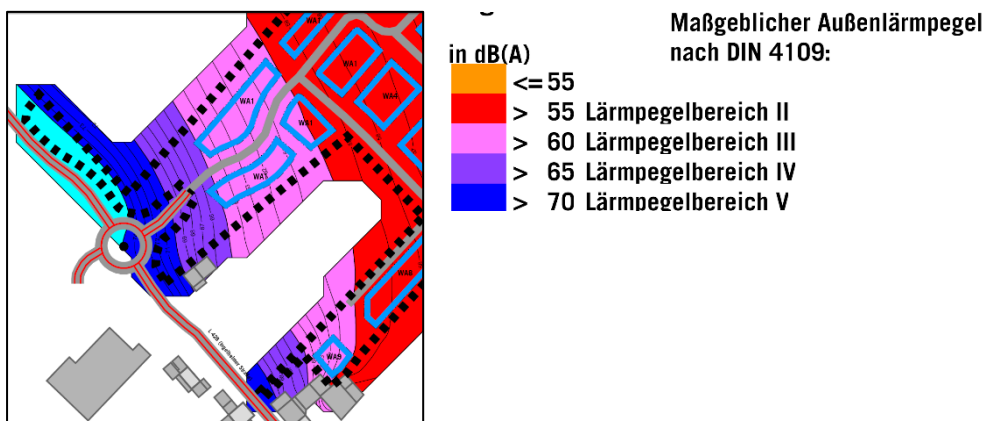 WA1
WA1
WA4
WA1
WA1
WA8
WA9
Maßgeblicher Außenlärmpegel
nach DIN 4109:
in dB(A)
<= 55
> 55 Lärmpegelbereich II
> 60 Lärmpegelbereich III
> 65 Lärmpegelbereich IV
> 70 Lärmpegelbereich V